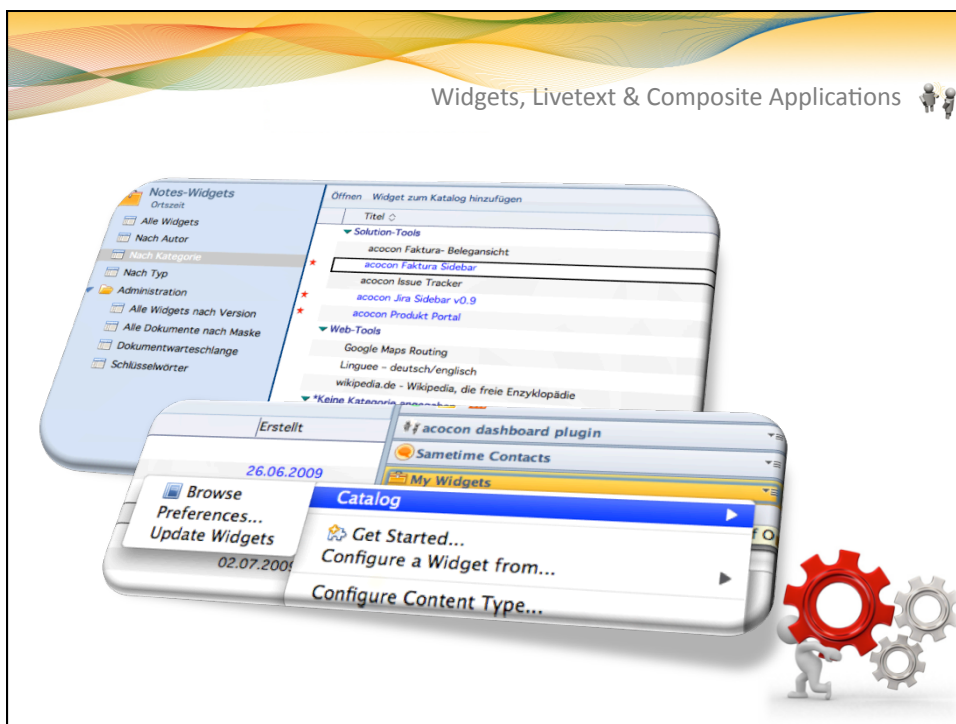 Widgets, Livetext & Composite Applications
Notes-Widgets
Ortszeit
Alle Widgets
Nach Autor
Nach Kategorie
Nach Typ
Administration
Alle Widgets nach Version
Alle Dokumente nach Maske
Dokumentwarteschlange
Schlüsselwörter
Öffnen Widget zum Katalog hinzufügen
Titel
Solution-Tools
acocon Faktura- Belegansicht
acocon Faktura Sidebar
acocon Issue Tracker
acocon Jira Sidebar v0.9
acocon Produkt Portal
Web-Tools
Google Maps Routing
Linguee - deutsch/englisch
wikipedia.de - Wikipedia, die freie Enzyklopädie
*Keine Kategorie
Erstellt
26.06.2009
02.07.2009
acocon dashboard plugin
Sametime Contacts
My Widgets
Catalog
Get Started...
Configure a Widget from...
Configure Content Type...
Browse
Preferences...
Update Widgets